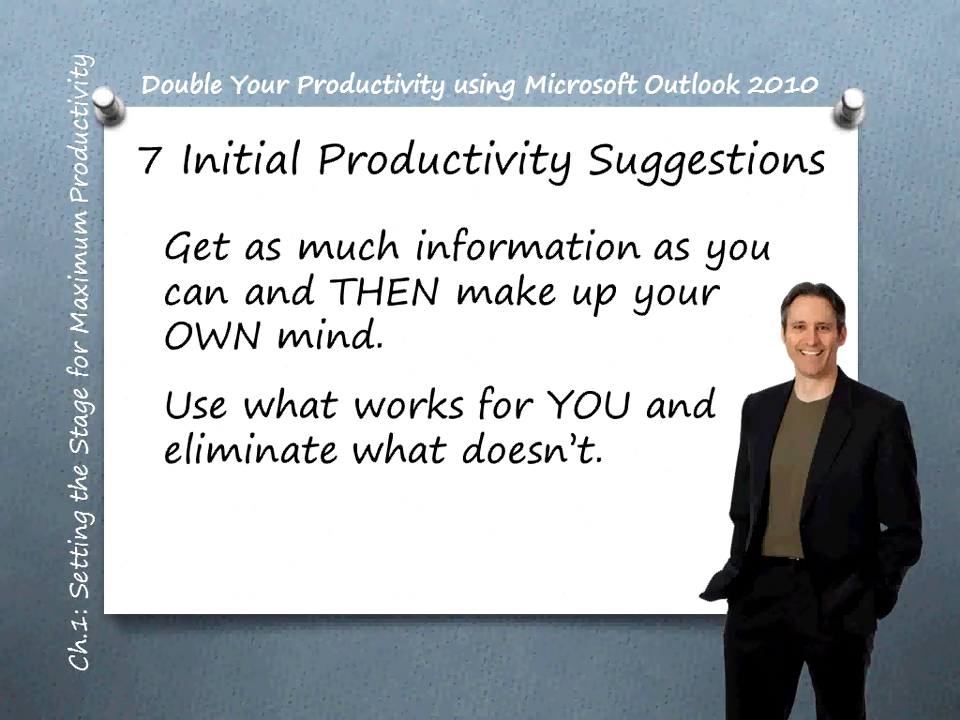 Double Your Productivity using Microsoft Outlook 2010
Ch.1: Setting the Stage for Maximum Productivity
7 Initial Productivity Suggestions
Get as much information as you
can and THEN make up your
OWN mind.
Use what works for YOU and
eliminate what doesn't.